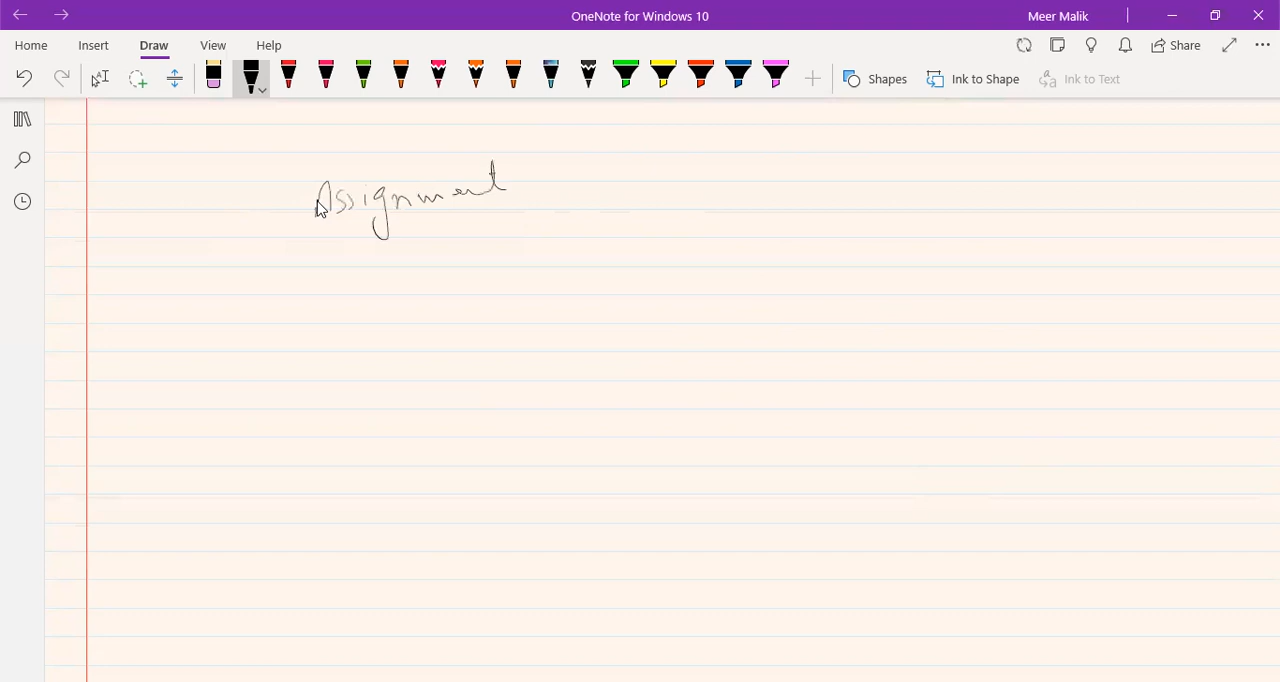 OneNote for Windows 10
Meer Malik
Home
Insert
Draw
View
Help
Share
Shapes
Ink to Shape
Ink to Text
Assignment